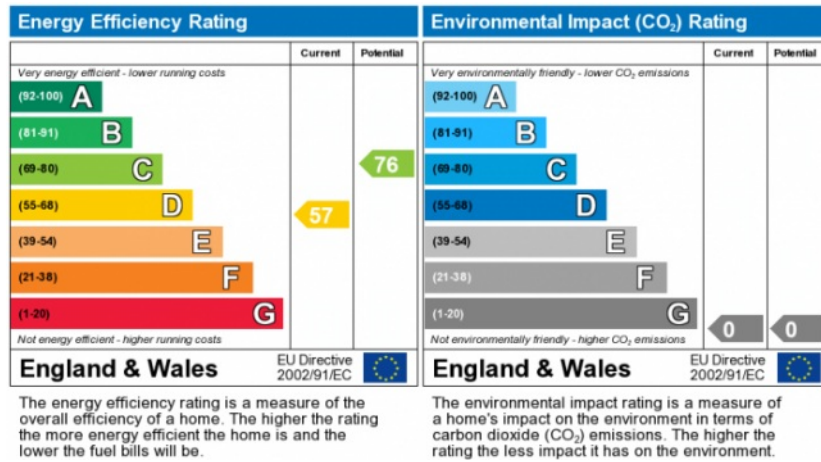 Energy Efficiency Rating
Current Potential
Very energy efficient - lower running costs
(92-100) A
(81-91) B
(69-80) C
76
(55-68) D
57
(39-54) E
(21-38) F
(1-20) G
Not energy efficient - higher running costs
England & Wales
EU Directive
2002/91/EC
The energy efficiency rating is a measure of the
overall efficiency of a home. The higher the rating
the more energy efficient the home is and the
lower the fuel bills will be.
Environmental Impact (CO₂) Rating
Current Potential
Very environmentally friendly - lower CO₂ emissions
(92-100) A
(81-91) B
(69-80) C
(55-68) D
(39-54) E
(21-38) F
(1-20) G
0 0
Not environmentally friendly - higher CO₂ emissions
England & Wales
EU Directive
2002/91/EC
The environmental impact rating is a measure of
a home's impact on the environment in terms of
carbon dioxide (CO₂) emissions. The higher the
rating the less impact it has on the environment.